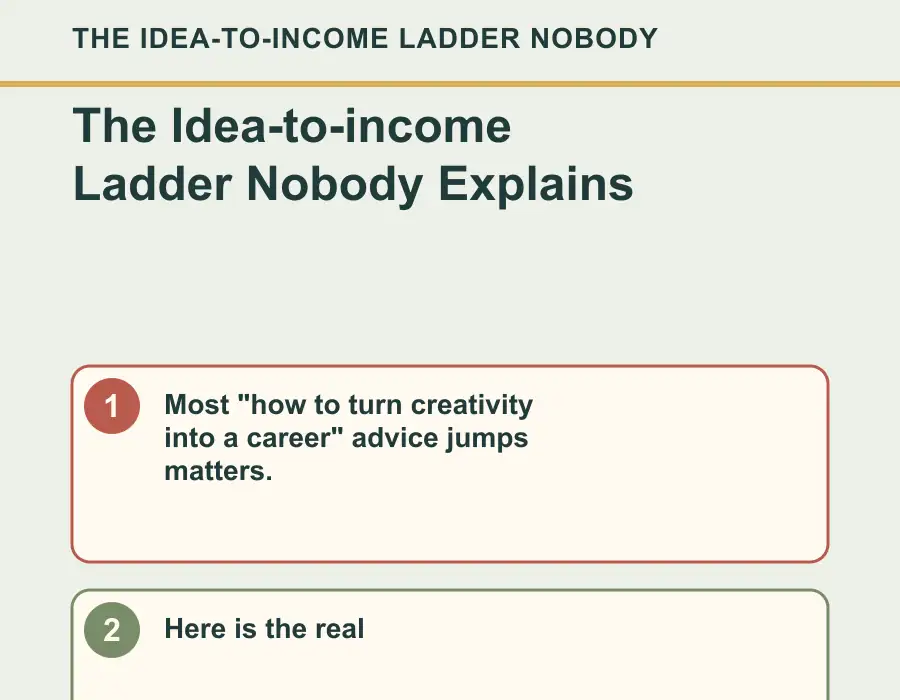 THE IDEA-TO-INCOME LADDER NOBODY
The Idea-to-income
Ladder Nobody Explains
1
Most "how to turn creativity
into a career" advice jumps
matters.
2
Here is the real